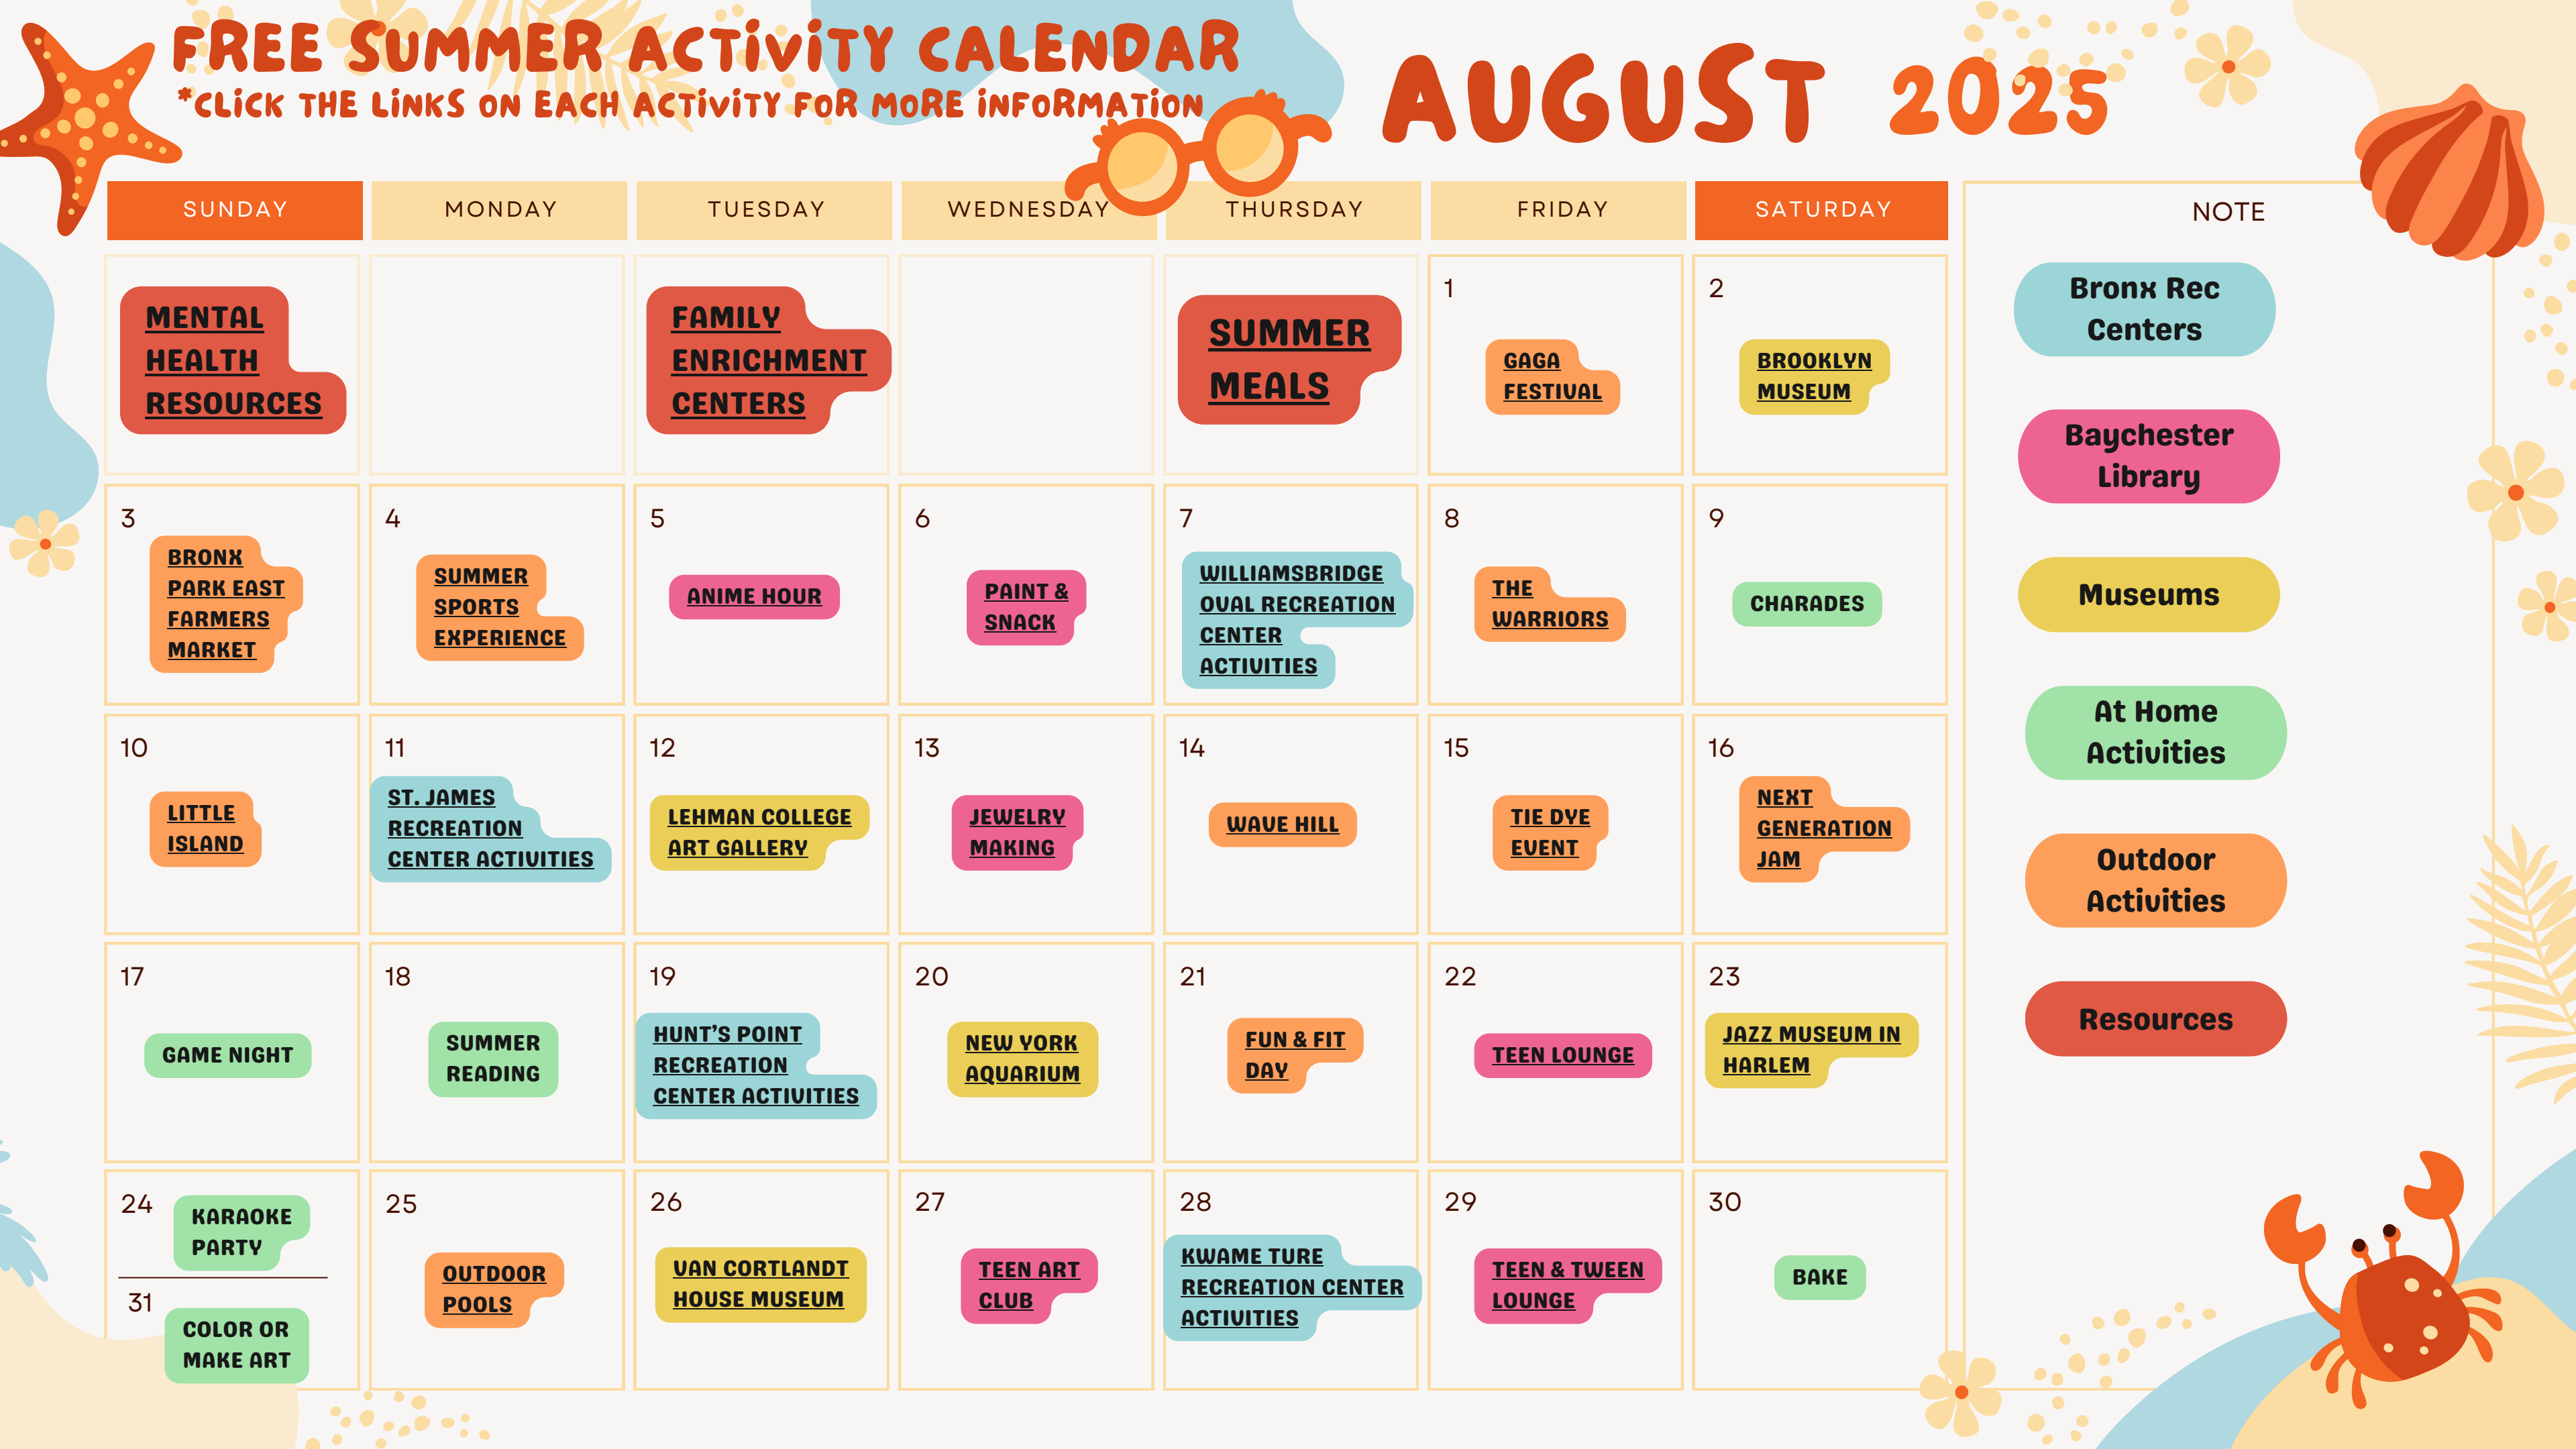 FREE SUMMER ACTIVITY CALENDAR
*CLICK THE LINKS ON EACH ACTIVITY FOR MORE INFORMATION
AUGUST 2025
SUNDAY
MONDAY
TUESDAY
WEDNESDAY
THURSDAY
FRIDAY
SATURDAY
NOTE
MENTAL
HEALTH
RESOURCES
FAMILY
ENRICHMENT
CENTERS
SUMMER
MEALS
1
GAGA
FESTIVAL
2
BROOKLYN
MUSEUM
3
BRONX
PARK EAST
FARMERS
MARKET
4
SUMMER
SPORTS
EXPERIENCE
5
ANIME HOUR
6
PAINT &
SNACK
7
WILLIAMSBRIDGE
OVAL RECREATION
CENTER
ACTIVITIES
8
THE
WARRIORS
9
CHARADES
10
LITTLE
ISLAND
11
ST. JAMES
RECREATION
CENTER ACTIVITIES
12
LEHMAN COLLEGE
ART GALLERY
13
JEWELRY
MAKING
14
WAVE HILL
15
TIE DYE
EVENT
16
NEXT
GENERATION
JAM
17
GAME NIGHT
18
SUMMER
READING
19
HUNT'S POINT
RECREATION
CENTER ACTIVITIES
20
NEW YORK
AQUARIUM
21
FUN & FIT
DAY
22
TEEN LOUNGE
23
JAZZ MUSEUM IN
HARLEM
24
KARAOKE
PARTY
31
COLOR OR
MAKE ART
25
OUTDOOR
POOLS
26
VAN CORTLANDT
HOUSE MUSEUM
27
TEEN ART
CLUB
28
KWAME TURE
RECREATION CENTER
ACTIVITIES
29
TEEN & TWEEN
LOUNGE
30
BAKE
Bronx Rec
Centers
Baychester
Library
Museums
At Home
Activities
Outdoor
Activities
Resources